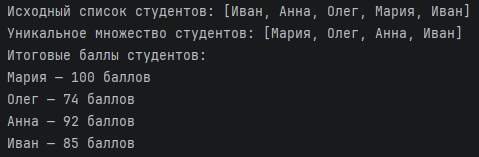 Исходный список студентов: [Иван, Анна, Олег, Мария, Иван]
Уникальное множество студентов: [Мария, Олег, Анна, Иван]
Итоговые баллы студентов:
Мария — 100 баллов
Олег — 74 баллов
Анна — 92 баллов
Иван — 85 баллов